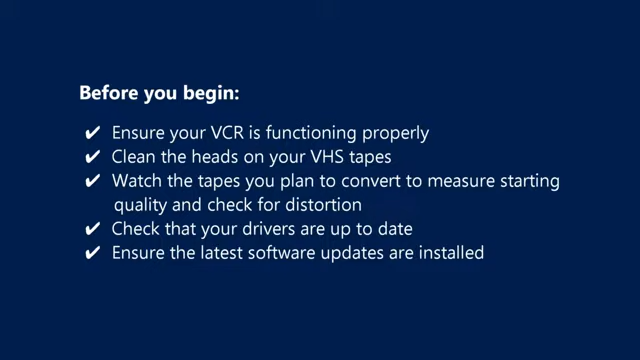 Before you begin:
✔ Ensure your VCR is functioning properly
✔ Clean the heads on your VHS tapes
✔ Watch the tapes you plan to convert to measure starting
quality and check for distortion
✔ Check that your drivers are up to date
✔ Ensure the latest software updates are installed